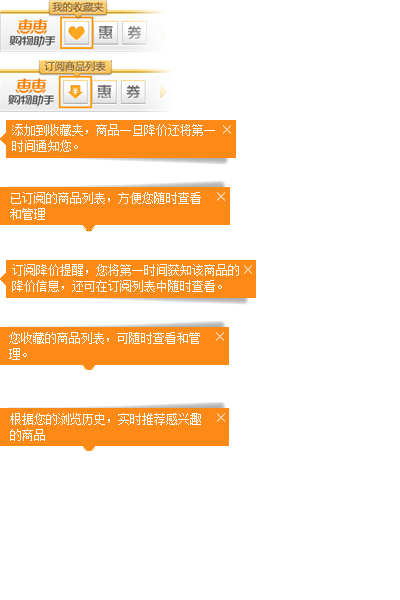 我的收藏夹
惠惠
购物助手
惠
券
订阅商品列表
惠惠
购物助手
惠
券
添加到收藏夹，商品一旦降价还将第一
时间通知您。
已订阅的商品列表，方便您随时查看
和管理
订阅降价提醒，您将第一时间获知该商品的
降价信息，还可在订阅列表中随时查看。
您收藏的商品列表，可随时查看和管
理。
根据您的浏览历史，实时推荐感兴趣
的商品